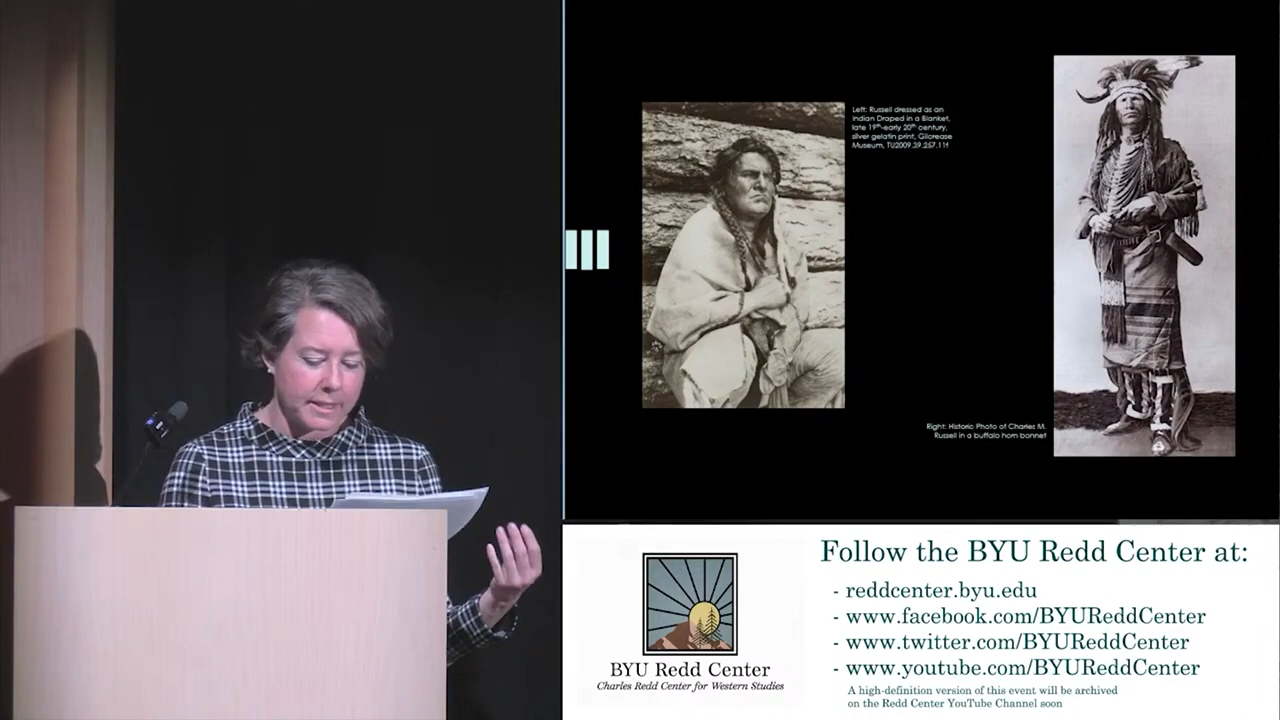 Left: Russell dressed as an
Indian Draped in a Blanket,
late 19th-early 20th century,
silver gelatin print, Gilcrease
Museum, TU2009.39.257.11f
Right: Historic Photo of Charles M.
Russell in a buffalo horn bonnet
BYU Redd Center
Charles Redd Center for Western Studies
Follow the BYU Redd Center at:
- reddcenter.byu.edu
- www.facebook.com/BYUReddCenter
- www.twitter.com/BYUReddCenter
- www.youtube.com/BYUReddCenter
A high-definition version of this event will be archived
on the Redd Center YouTube Channel soon